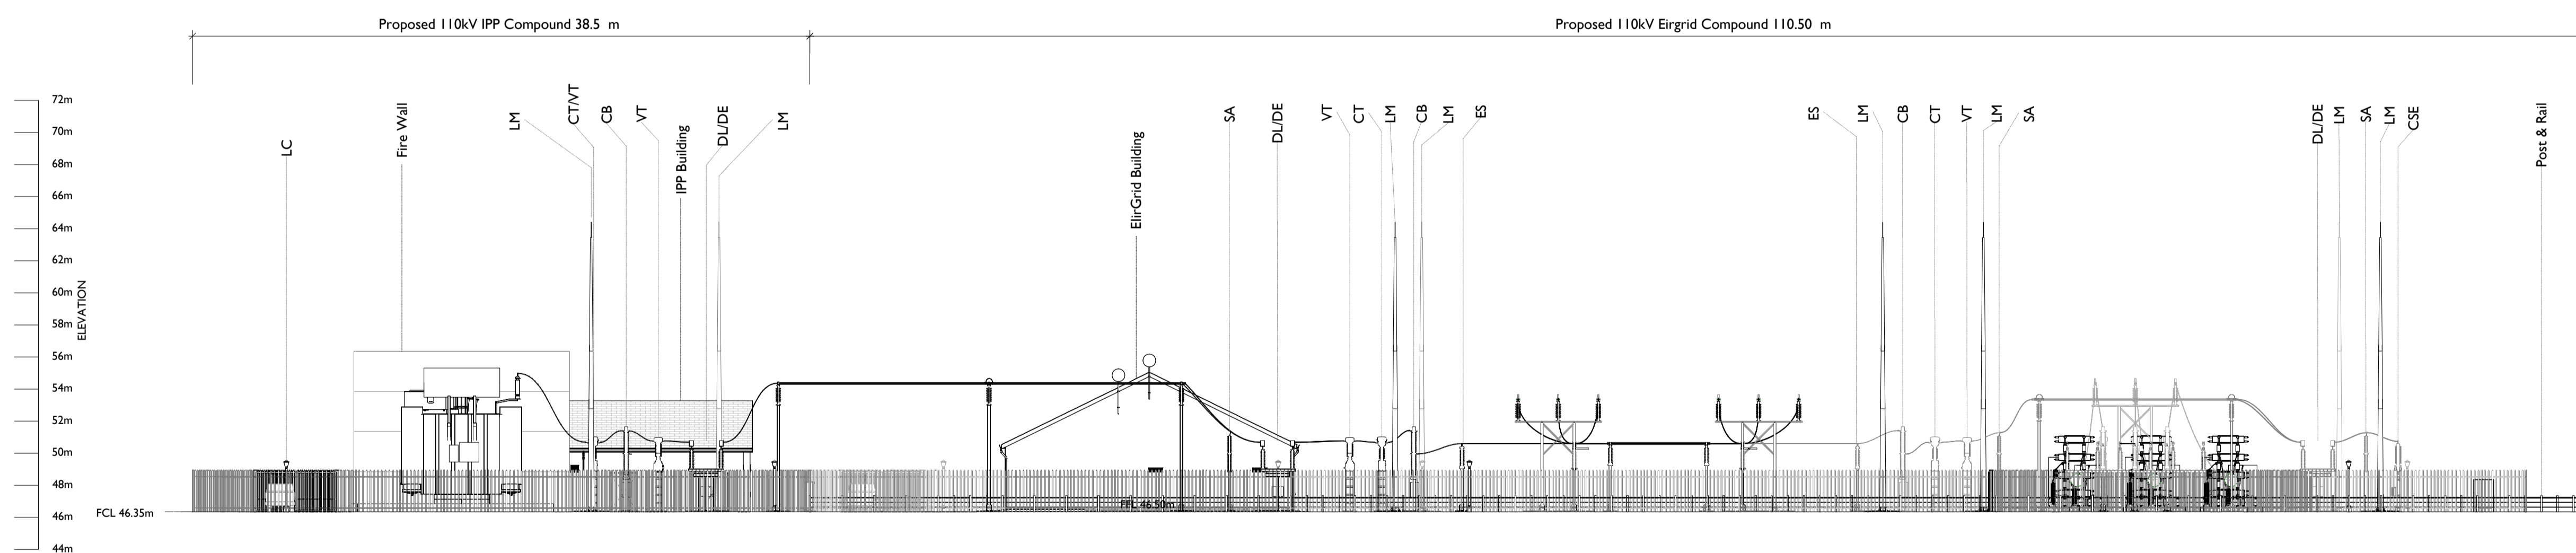 Proposed 110kV IPP Compound 38.5 m
Proposed 110kV Eirgrid Compound 110.50 m
72m
70m
68m
66m
64m
62m
60m
58m
56m
54m
52m
50m
48m
46m
44m
ELEVATION
FCL 46.35m
LC
Fire Wall
LM
CT/VT
CB
VT
IPP Building
DL/DE
LM
EIirGrid Building
SA
DL/DE
VT
CT
LM
CB
LM
ES
ES
LM
CB
CT
VT
LM
SA
DL/DE
LM
SA
LM
CSE
Post & Rail
FFL 46.50m